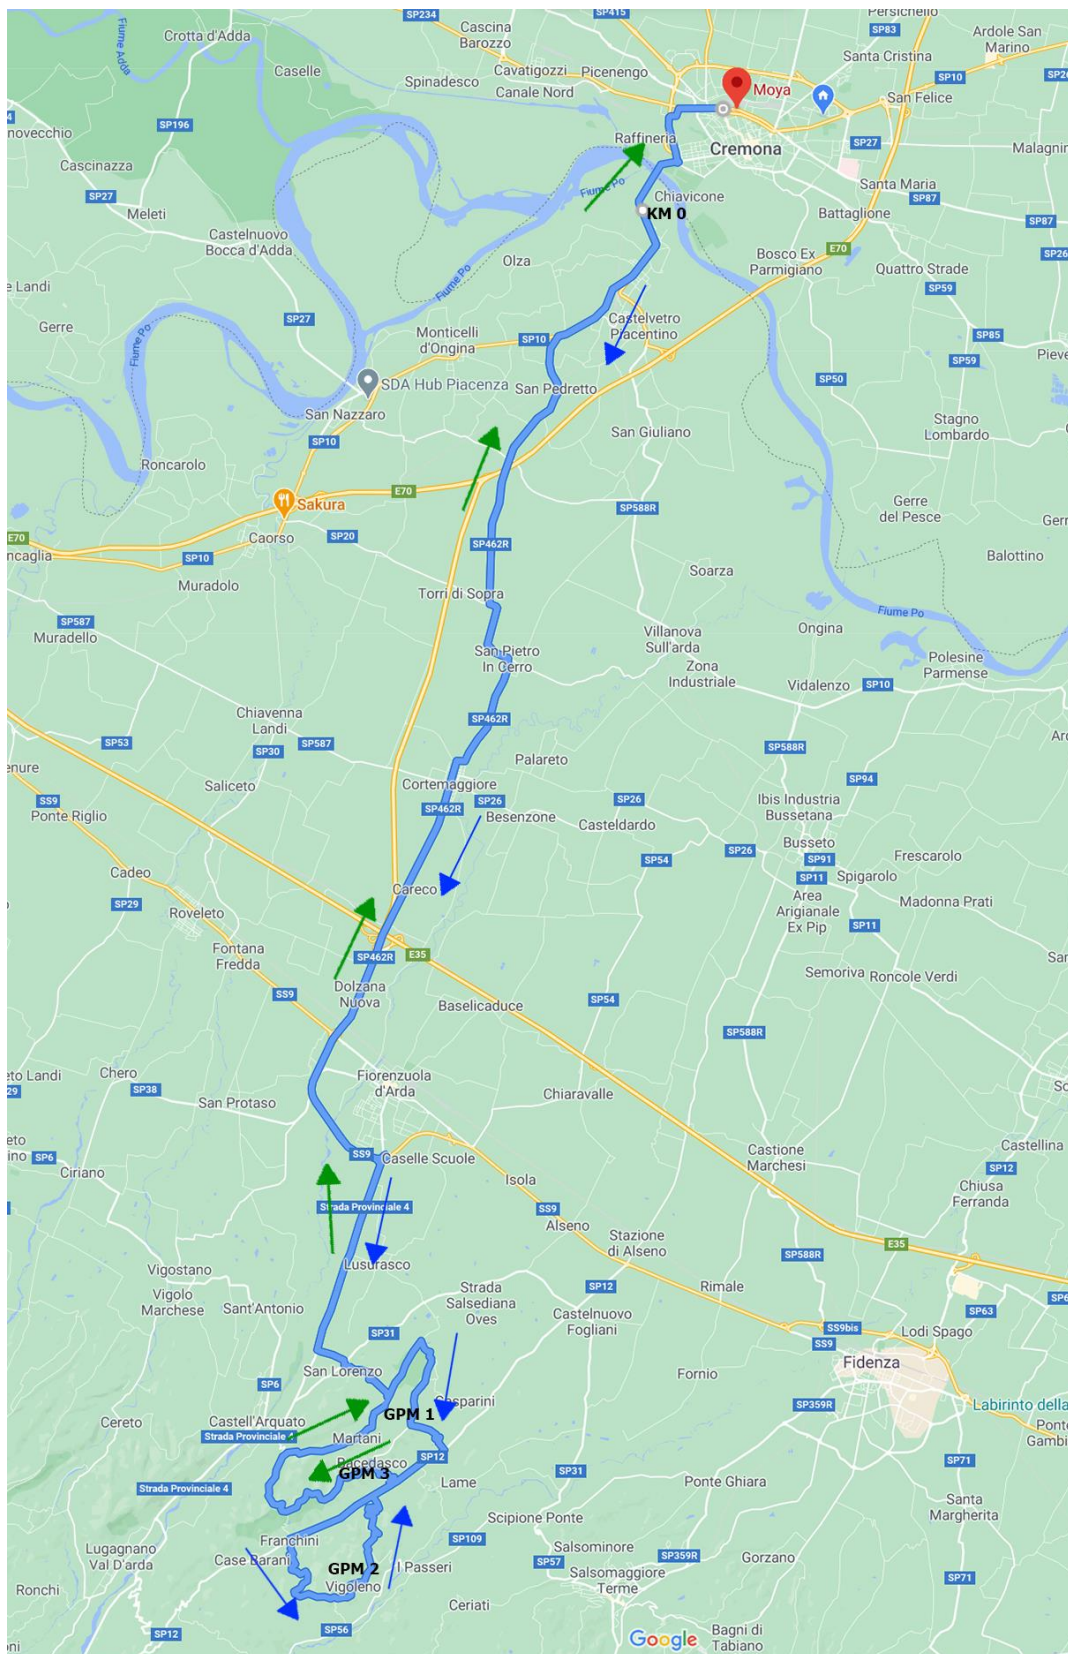 SP234
SP415
Persichello
Crotta d'Adda
Cascina
Barozzo
SP83
Ardole San
Marino
Fiume Adda
Caselle
Spinadesco
Cavatigozzi
Picenengo
Santa Cristina
Canale Nord
Moya
SP10
San Felice
SP196
Raffineria
Cremona
SP27
Cascinazza
Malagnin
SP27
Meleti
Fiume Po
Chiavicone
Santa Maria
SP87
SP87
KM 0
Battaglione
Castelnuovo
Bocca d'Adda
E70
Olza
Bosco Ex
Parmigiano
Quattro Strade
SP26
e Landi
Fiume Po
SP59
Gerre
SP27
Monticelli
d'Ongina
Castelvetro
Piacentino
SP10
SP85
Fiume Po
SP59
Pieve
SDA Hub Piacenza
San Pedretto
SP50
San Nazzaro
Stagno
Lombardo
SP10
San Giuliano
Roncarolo
E70
Sakura
SP588R
Gerre
del Pesce
E70
Caorso
SP20
SP10
SP462R
Balottino
ncaglia
Muradolo
Soarza
Torri di Sopra
Fiume Po
SP587
Muradello
San Pietro
In Cerro
Villanova
Sull'arda
Ongina
Zona
Industriale
Polesine
Parmense
Vidalenzo
SP10
Chiavenna
Landi
SP462R
SP53
SP587
SP30
SP588R
enure
Palareto
Saliceto
Cortemaggiore
SP94
SS9
Ponte Riglio
SP462R
SP26
SP26
Ibis Industria
Bussetana
Besenzone
Casteldardo
Busseto
SP26
SP54
SP91
Frescarolo
Cadeo
SP11
Spigarolo
Careco
Area
Arigianale
Ex Pip
Madonna Prati
SP29
Roveleto
SP11
Fontana
Fredda
SP462R
E35
Semoriva
Roncole Verdi
SS9
Dolzana
Nuova
Baselicaduce
SP54
SP588R
eto Landi
Chero
Fiorenzuola
d'Arda
SP38
San Protaso
Chiaravalle
SP6
Ciriano
SS9
Caselle Scuole
Castione
Marchesi
Castellina
SP12
Isola
Chiusa
Ferranda
Strada Provinciale 4
SS9
Alseno
Stazione
di Alseno
E35
SP588R
Lusurasco
Vigostano
Vigolo
Marchese
Sant'Antonio
Strada
Salsediana
Oves
SP12
Rimale
SP63
Castelnuovo
Fogliani
SP31
SS9bis
SS9
Lodi Spago
San Lorenzo
Fidenza
SP6
Fornio
Gasparini
Labirinto della
Cereto
Castell'Arquato
GPM 1
SP359R
Strada Provinciale 4
Martani
Bacedasco
SP12
GPM 3
SP31
SP71
Strada Provinciale 4
Lame
Ponte Ghiara
Santa
Margherita
Scipione Ponte
Franchini
SP109
Lugagnano
Val D'arda
Case Barani
GPM 2
I Passeri
Salsominore
SP57
SP359R
Gorzano
Vigoleno
Salsomaggiore
Terme
SP71
Ronchi
Ceriati
SP12
SP56
Google
Bagni di
Tabiano